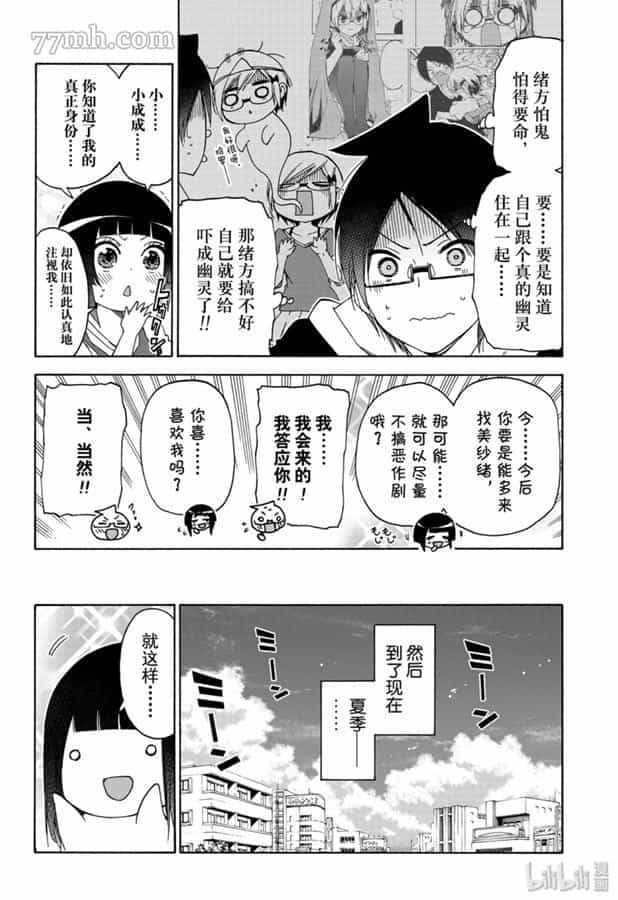 77mh.com
绪方怕鬼
怕得要命，
要……要是知道
自己跟个真的幽灵
住在一起……
那绪方搞不好
自己就要给
吓成幽灵了!!
小……
小成成……
你知道了我的
真正身份……
却依旧如此认真地
注视我……
今……今后
你要是能多来
找美纱绪，
那可能……
就可以尽量
不搞恶作剧
哦？
我……
我会来的！
我答应你!!
你喜……
喜欢我吗？
当、当然!!
然后
到了现在
夏季——
……
就这样……
bilibili
漫画